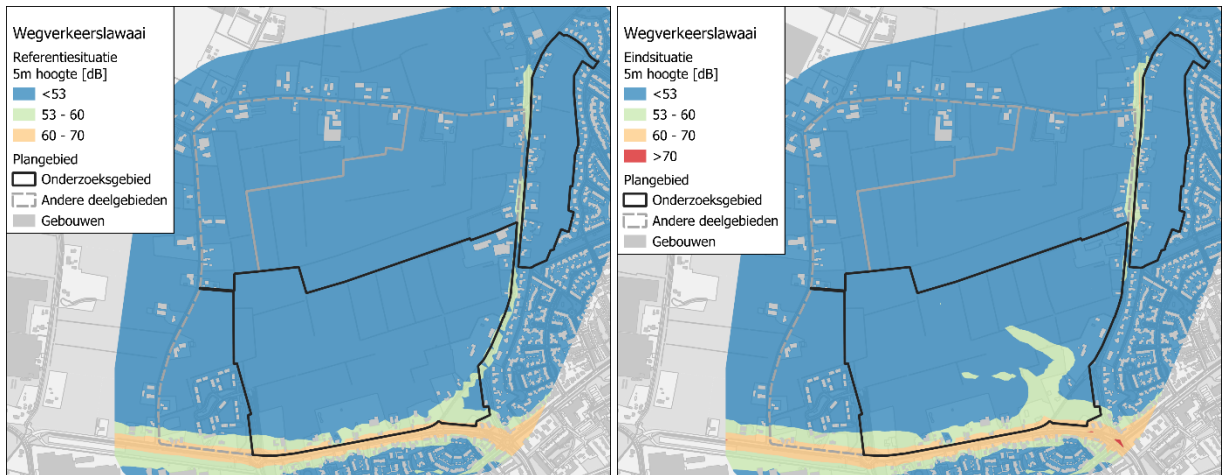 Wegverkeerslawaai
Referentiesituatie
5m hoogte [dB]
<53
53 - 60
60 - 70
Plangebied
Onderzoeksgebied
Andere deelgebieden
Gebouwen
Wegverkeerslawaai
Eindsituatie
5m hoogte [dB]
<53
53 - 60
60 - 70
>70
Plangebied
Onderzoeksgebied
Andere deelgebieden
Gebouwen